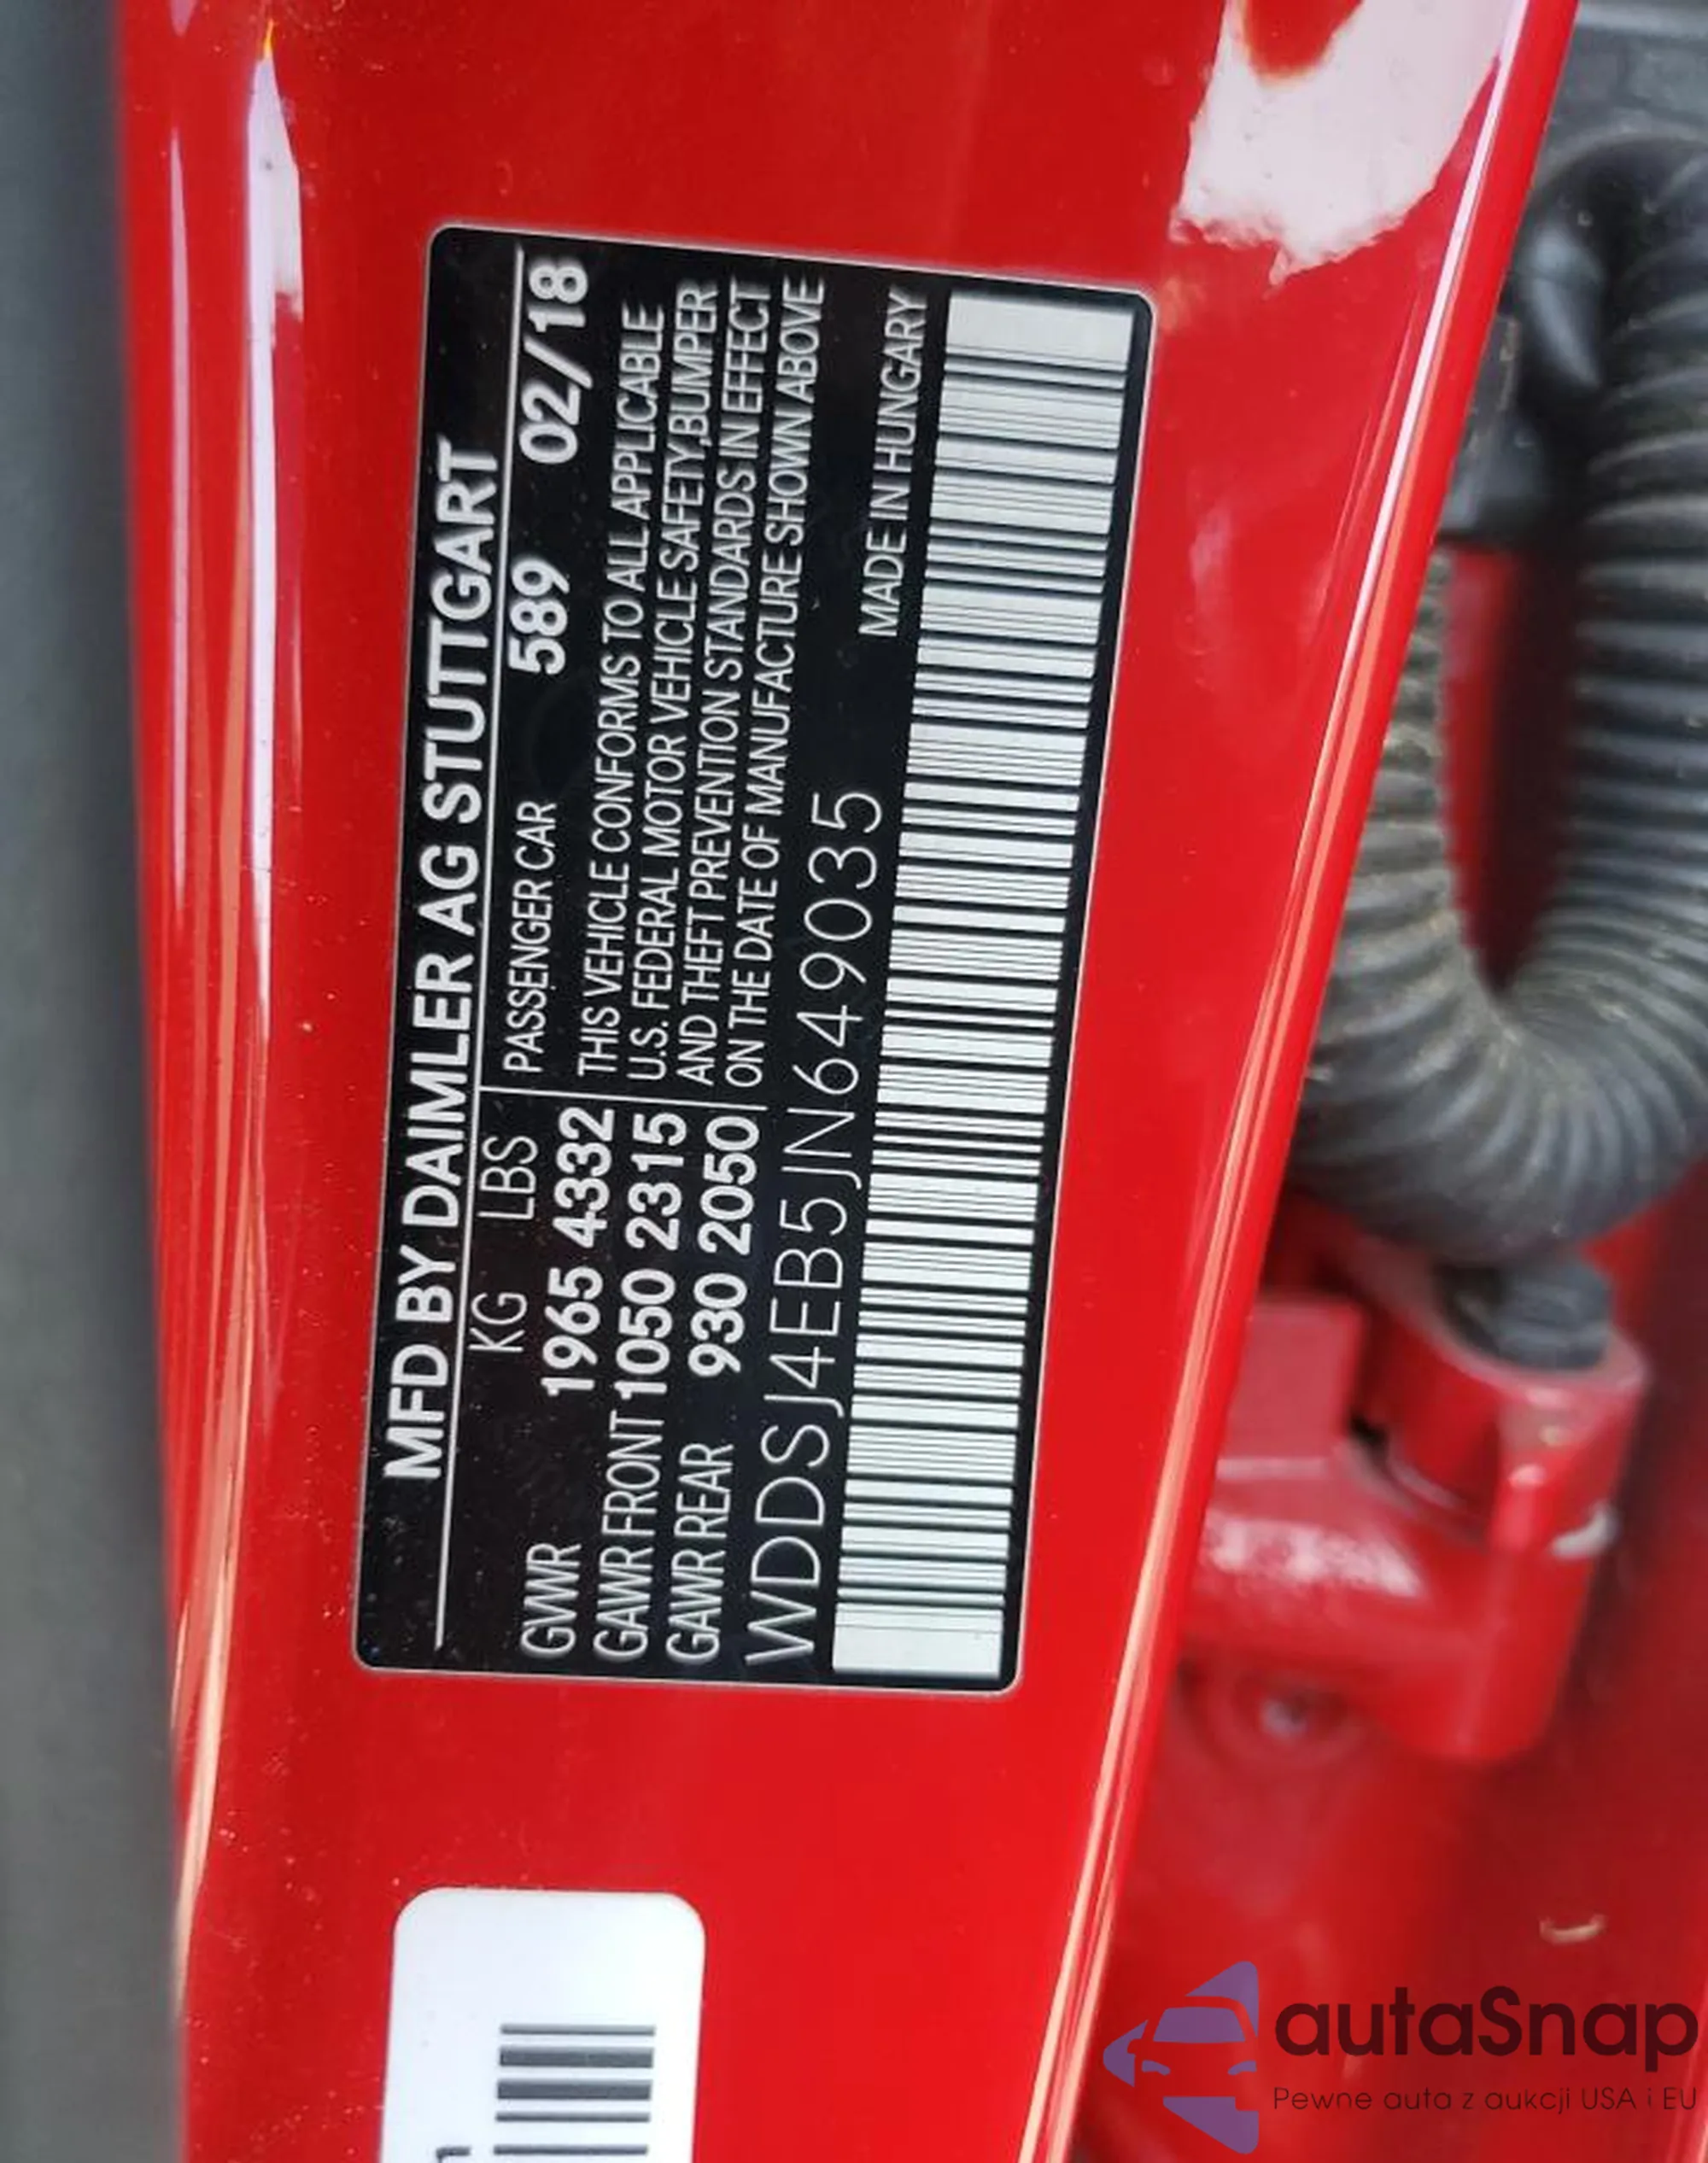 MFD BY DAIMLER AG STUTTGART
KG LBS PASSENGER CAR 589 02/18
GVWR 1965 4332 THIS VEHICLE CONFORMS TO ALL APPLICABLE
GAWR FRONT 1050 2315 U.S. FEDERAL MOTOR VEHICLE SAFETY,BUMPER
GAWR REAR 930 2050 AND THEFT PREVENTION STANDARDS IN EFFECT
ON THE DATE OF MANUFACTURE SHOWN ABOVE
WDDSJ4EB5JN649035 MADE IN HUNGARY
autaSnap
Pewne auta z aukcji USA i EU